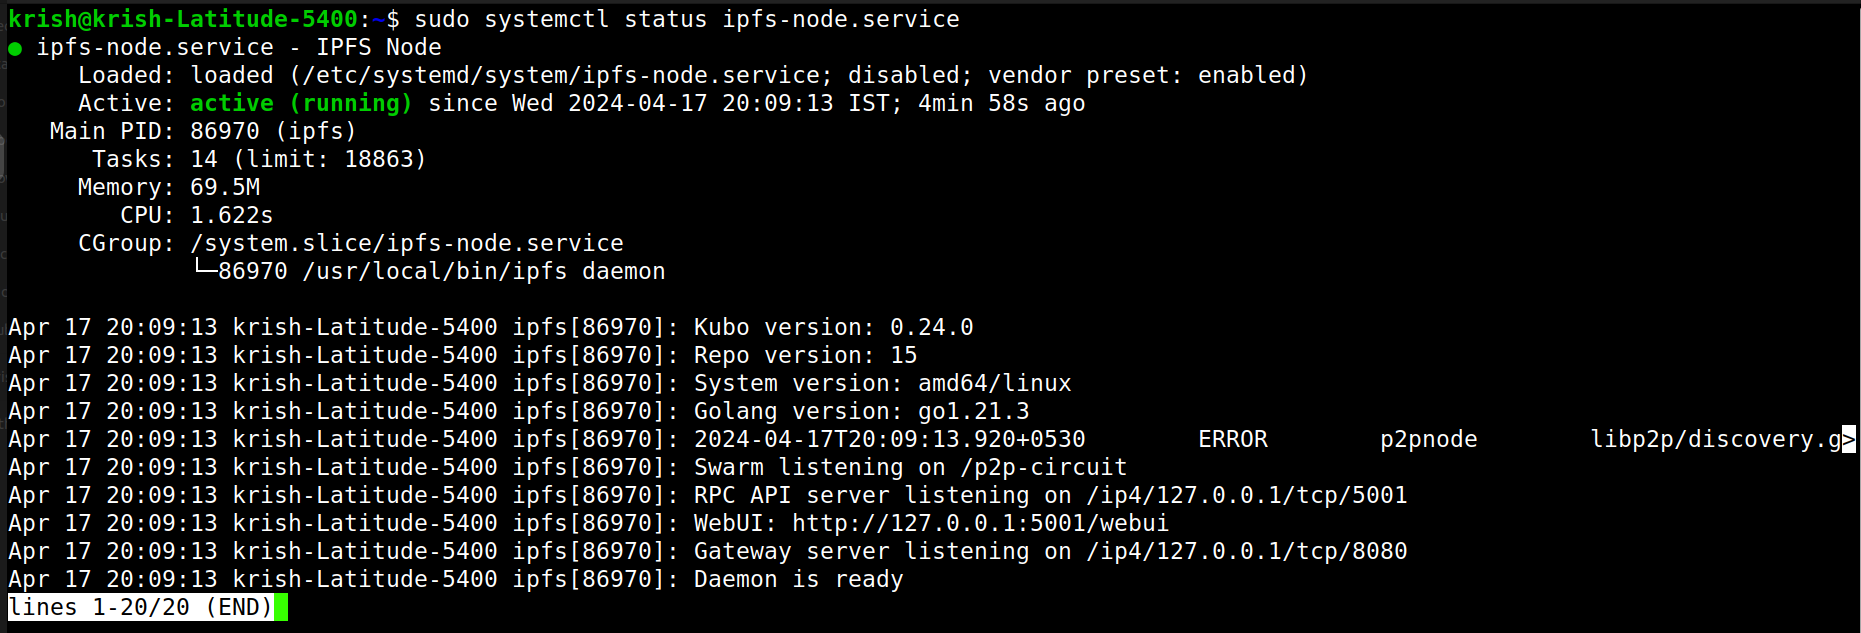 krish@krish-Latitude-5400:~$ sudo systemctl status ipfs-node.service
● ipfs-node.service - IPFS Node
     Loaded: loaded (/etc/systemd/system/ipfs-node.service; disabled; vendor preset: enabled)
     Active: active (running) since Wed 2024-04-17 20:09:13 IST; 4min 58s ago
   Main PID: 86970 (ipfs)
      Tasks: 14 (limit: 18863)
     Memory: 69.5M
        CPU: 1.622s
     CGroup: /system.slice/ipfs-node.service
             └─86970 /usr/local/bin/ipfs daemon

Apr 17 20:09:13 krish-Latitude-5400 ipfs[86970]: Kubo version: 0.24.0
Apr 17 20:09:13 krish-Latitude-5400 ipfs[86970]: Repo version: 15
Apr 17 20:09:13 krish-Latitude-5400 ipfs[86970]: System version: amd64/linux
Apr 17 20:09:13 krish-Latitude-5400 ipfs[86970]: Golang version: go1.21.3
Apr 17 20:09:13 krish-Latitude-5400 ipfs[86970]: 2024-04-17T20:09:13.920+0530        ERROR        p2pnode        libp2p/discovery.g>
Apr 17 20:09:13 krish-Latitude-5400 ipfs[86970]: Swarm listening on /p2p-circuit
Apr 17 20:09:13 krish-Latitude-5400 ipfs[86970]: RPC API server listening on /ip4/127.0.0.1/tcp/5001
Apr 17 20:09:13 krish-Latitude-5400 ipfs[86970]: WebUI: http://127.0.0.1:5001/webui
Apr 17 20:09:13 krish-Latitude-5400 ipfs[86970]: Gateway server listening on /ip4/127.0.0.1/tcp/8080
Apr 17 20:09:13 krish-Latitude-5400 ipfs[86970]: Daemon is ready
lines 1-20/20 (END)